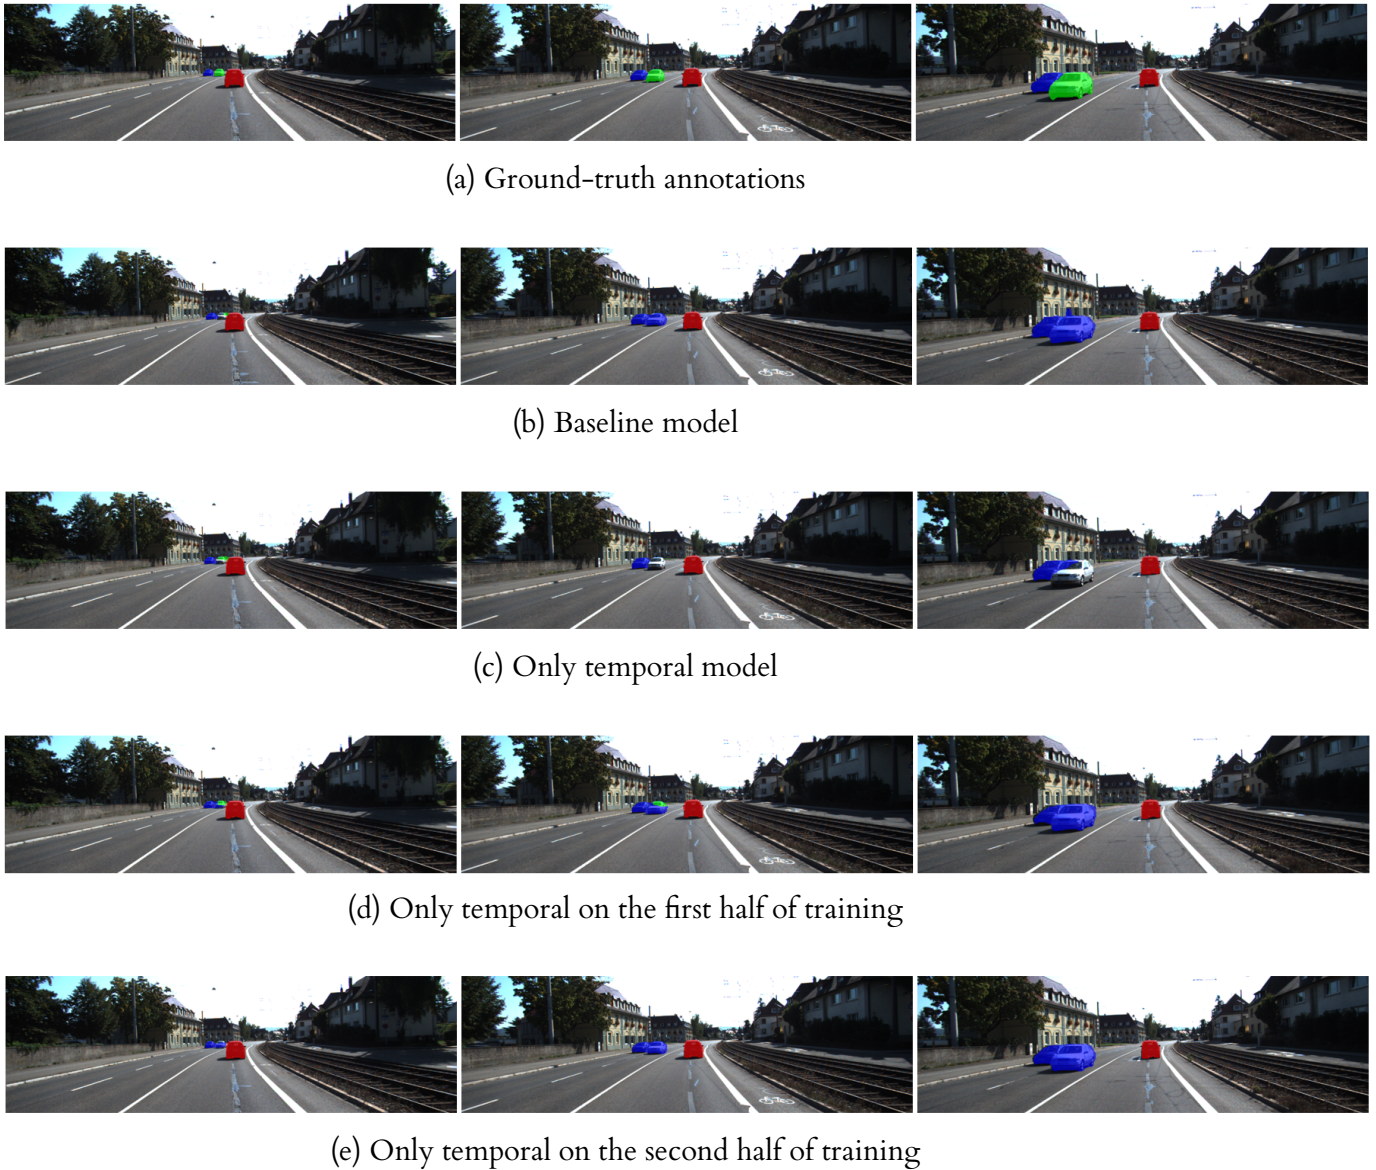 (a) Ground-truth annotations
(b) Baseline model
(c) Only temporal model
(d) Only temporal on the first half of training
(e) Only temporal on the second half of training